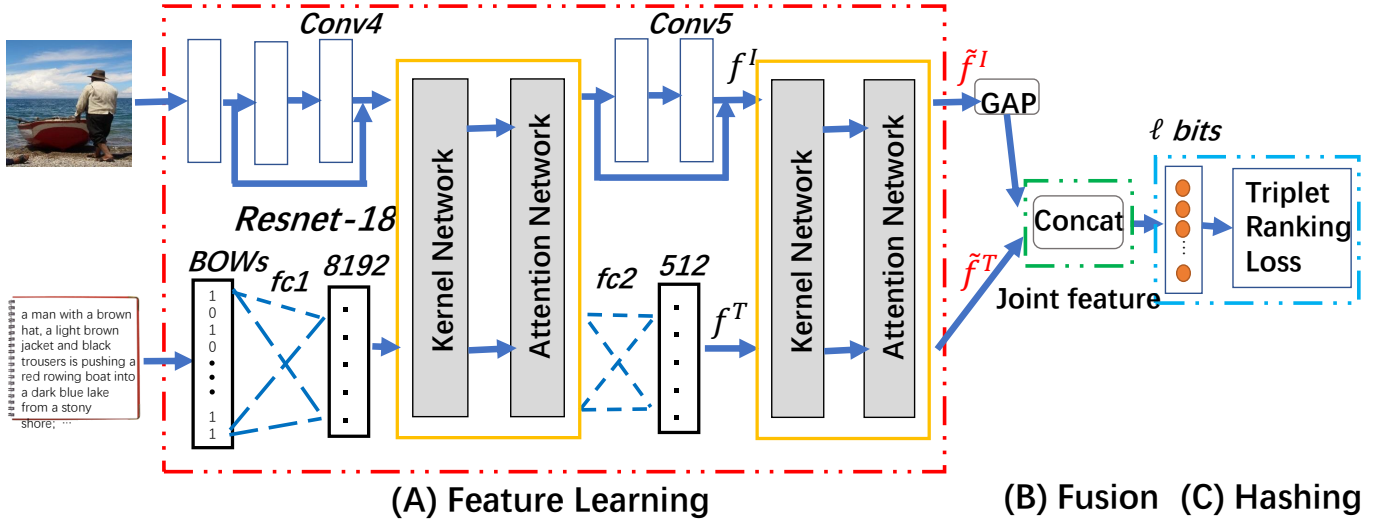 Conv4
Conv5
f^I
f̃^I
GAP
ℓ bits
Kernel Network
Attention Network
Kernel Network
Attention Network
Resnet-18
Concat
Triplet
Ranking
Loss
BOWs
fc1
8192
fc2
512
f^T
f̃^T
Joint feature
1
0
1
0
1
1
a man with a brown
hat, a light brown
jacket and black
trousers is pushing a
red rowing boat into
a dark blue lake
from a stony
shore; ...
(A) Feature Learning
(B) Fusion
(C) Hashing